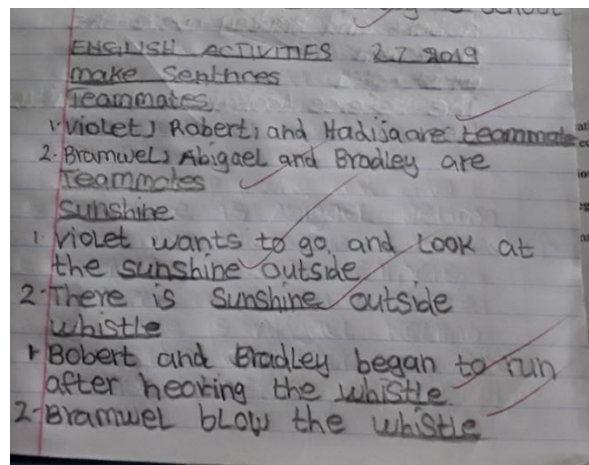 ENGLISH ACTIVITIES 2.7.2019
make Senthces
Teammates
1. Violet, Robert, and Hadija are teammate
2. Bramwel, Abigael and Bradley are
Teammates
Sunshine
1. Violet wants to go, and Look at
the sunshine outside
2. There is Sunshine outside
whistle
1. Bobert and Bradley began to run
after hearing the whistle
2. Bramwel blow the whistle